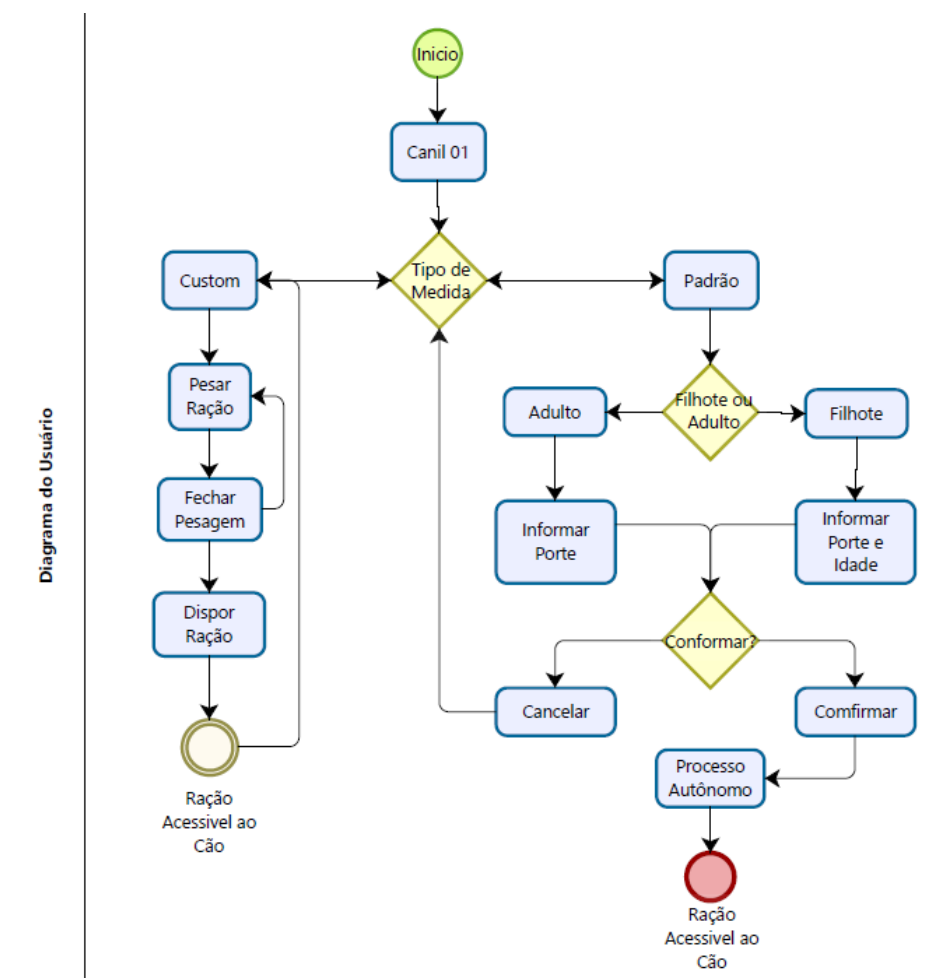 Diagrama do Usuário
Inicio
Canil 01
Tipo de
Medida
Custom
Padrão
Pesar
Ração
Filhote ou
Adulto
Adulto
Filhote
Fechar
Pesagem
Informar
Porte
Informar
Porte e
Idade
Dispor
Ração
Conformar?
Cancelar
Comfirmar
Processo
Autônomo
Ração
Acessivel ao
Cão
Ração
Acessivel ao
Cão